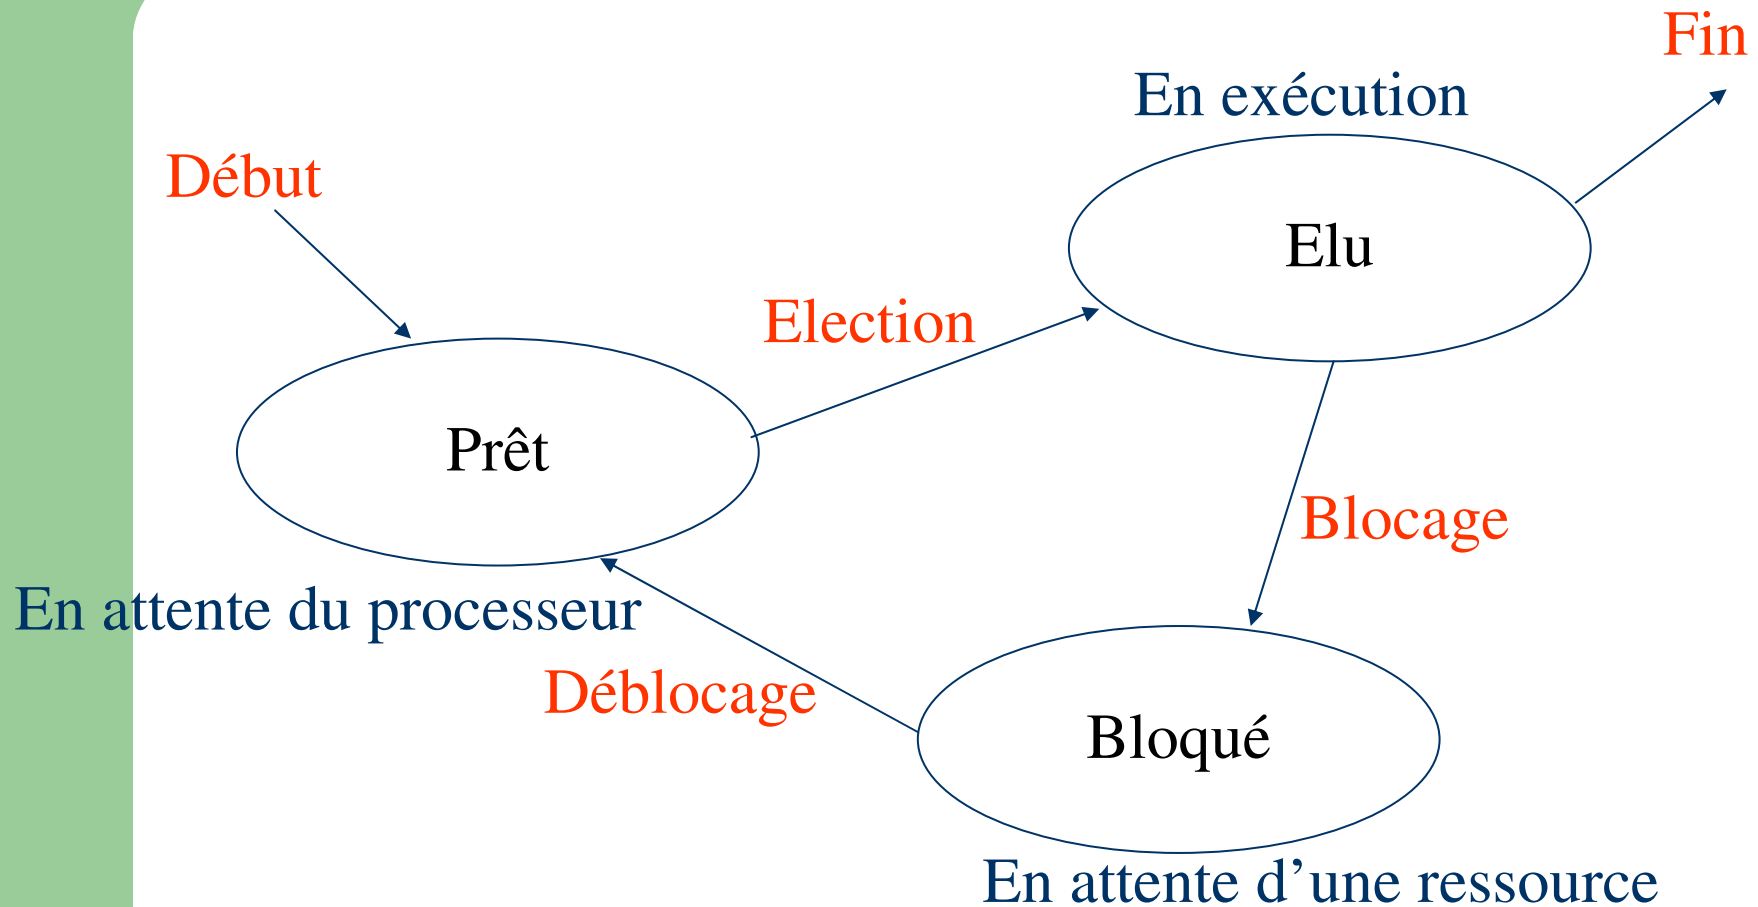 Fin
En exécution
Début
Elu
Election
Prêt
Blocage
En attente du processeur
Déblocage
Bloqué
En attente d’une ressource